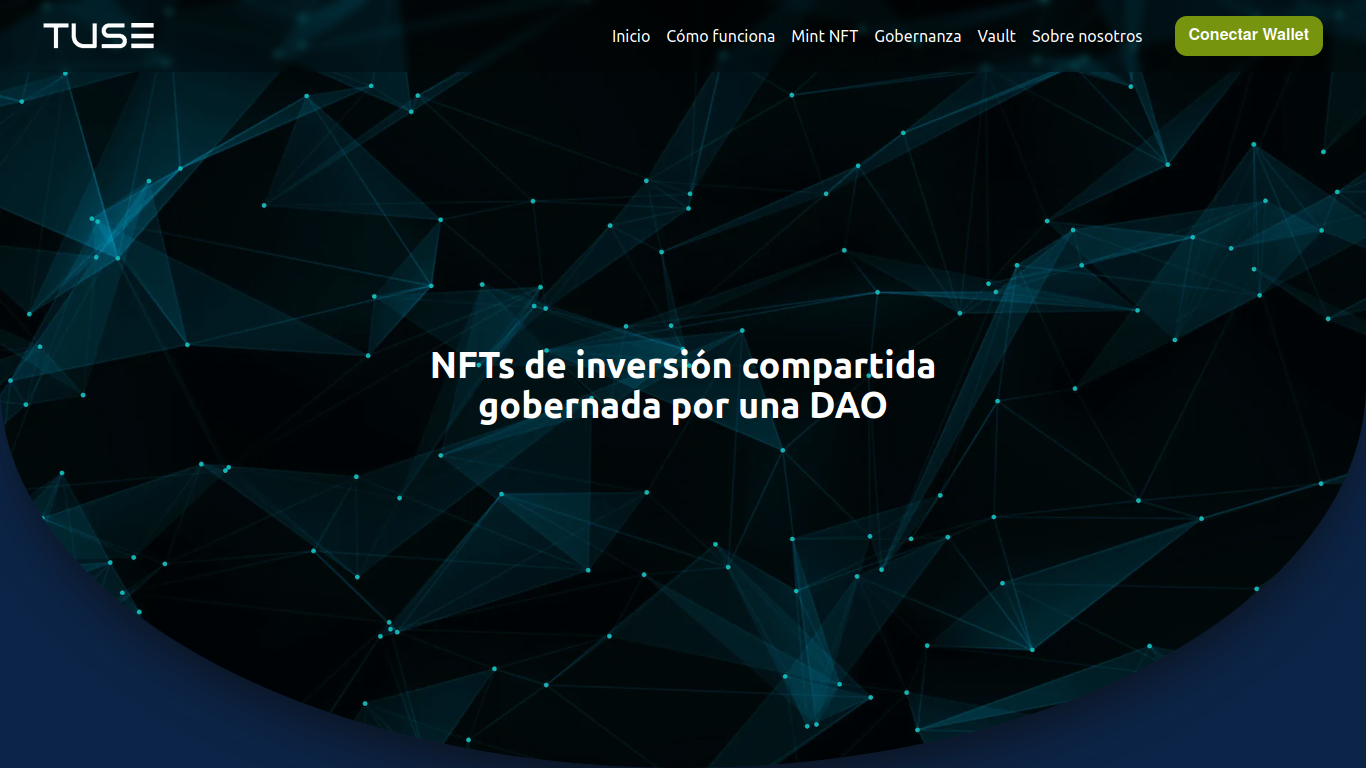 TUSE
Inicio Cómo funciona Mint NFT Gobernanza Vault Sobre nosotros Conectar Wallet
NFTs de inversión compartida
gobernada por una DAO